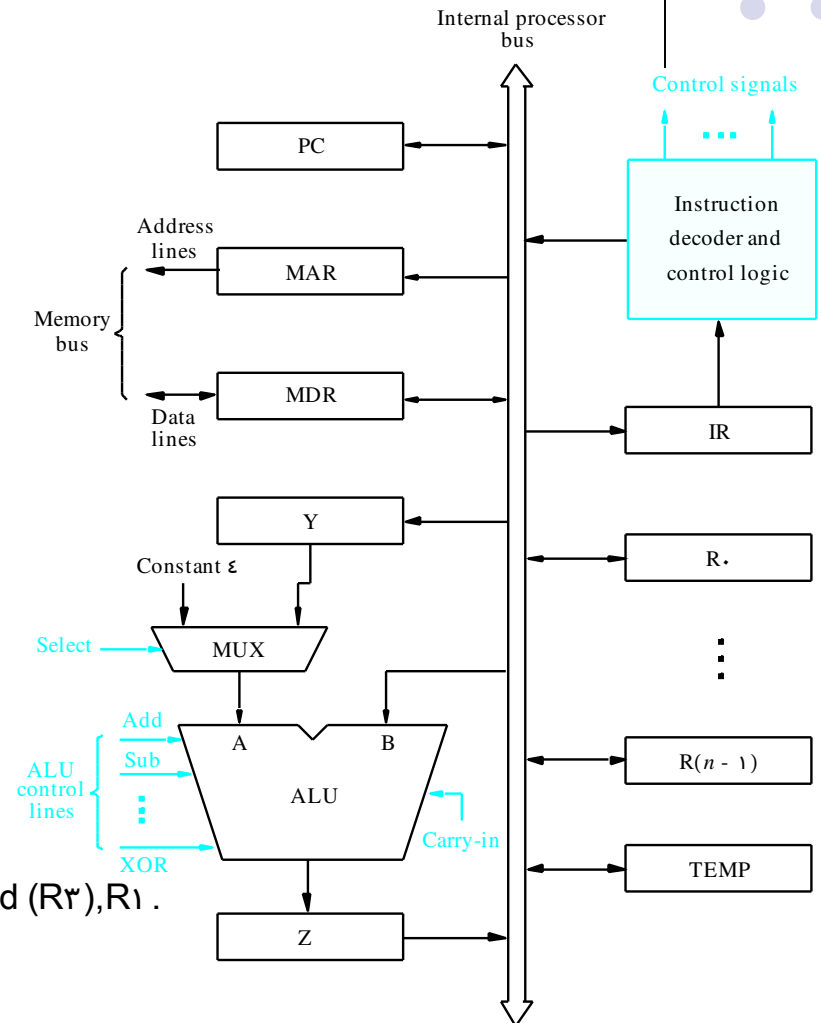 Internal processor
bus
Control signals
PC
Instruction
decoder and
control logic
Address
lines
MAR
Memory
bus
MDR
Data
lines
IR
Y
Constant ٤
R٠
Select
MUX
Add
A
B
R(n - ١)
Sub
ALU
control
lines
ALU
Carry-in
XOR
TEMP
d (R٣),R١ .
Z